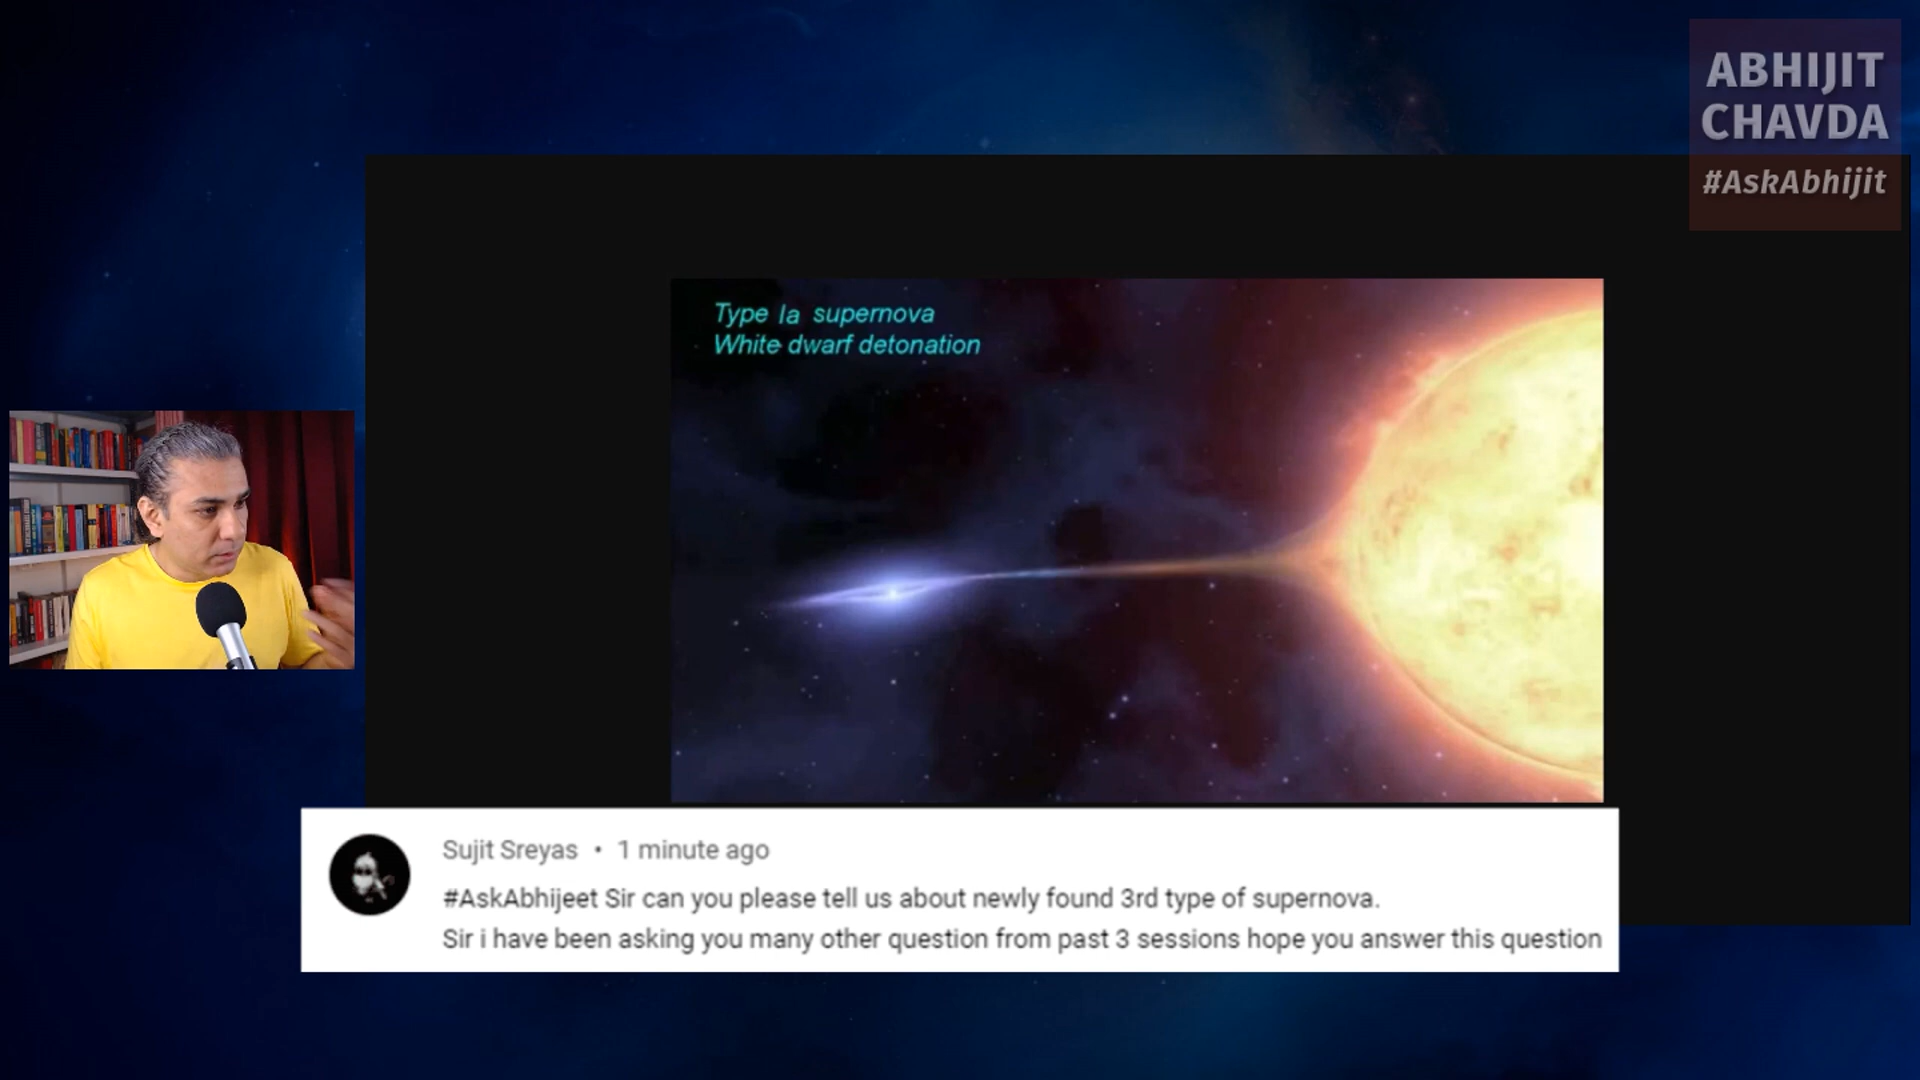 ABHIJIT
CHAVDA
#AskAbhijit
Type Ia supernova
White dwarf detonation
Sujit Sreyas • 1 minute ago
#AskAbhijeet Sir can you please tell us about newly found 3rd type of supernova.
Sir i have been asking you many other question from past 3 sessions hope you answer this question